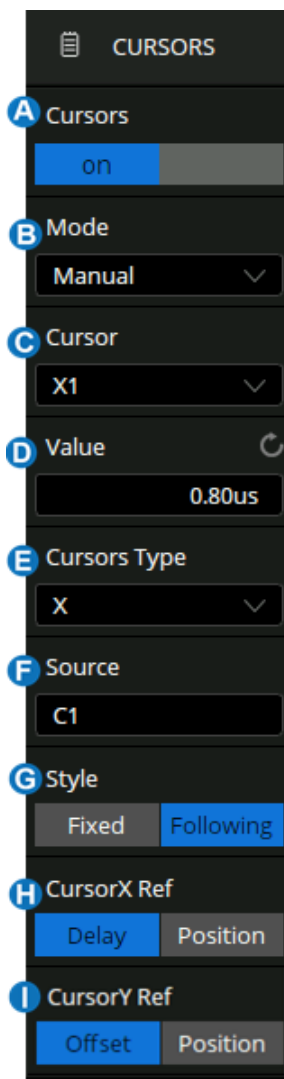 CURSORS
A Cursors
on
B Mode
Manual
C Cursor
X1
D Value
0.80us
E Cursors Type
X
F Source
C1
G Style
Fixed Following
H CursorX Ref
Delay Position
I CursorY Ref
Offset Position